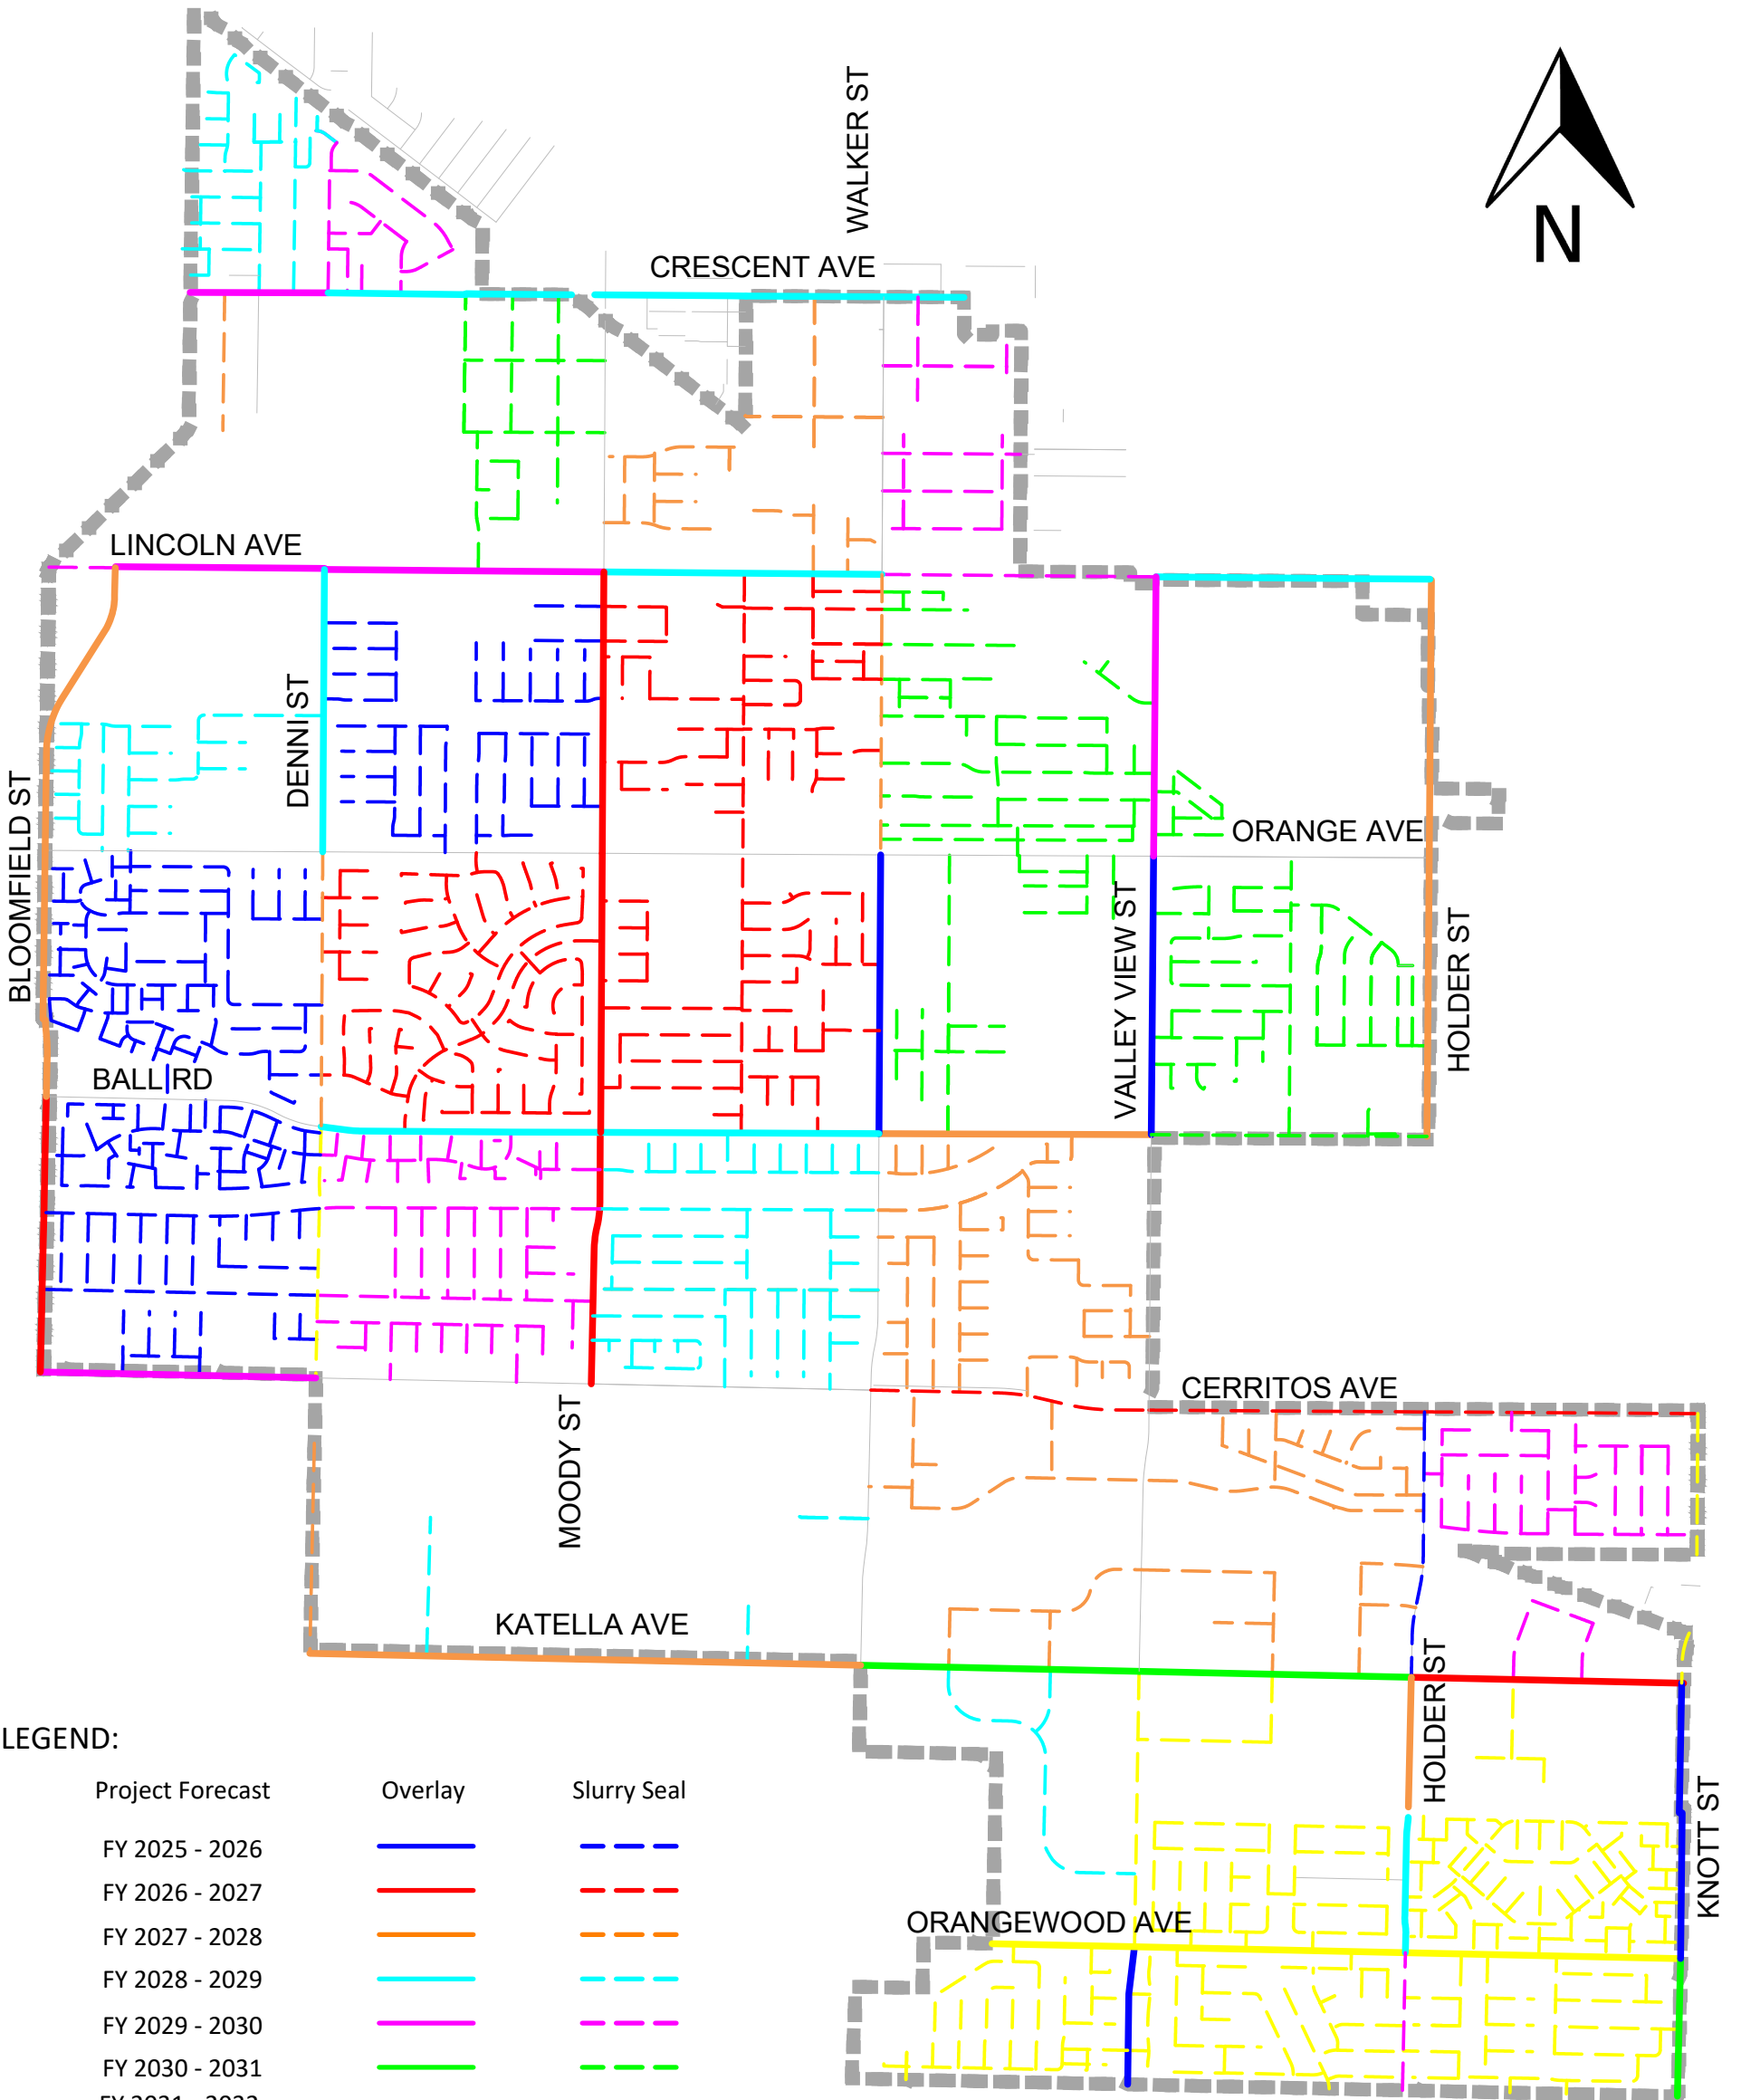 WALKER ST
N
CRESCENT AVE
LINCOLN AVE
DENNI ST
BLOOMFIELD ST
ORANGE AVE
VALLEY VIEW ST
HOLDER ST
BALL RD
CERRITOS AVE
MOODY ST
KATELLA AVE
HOLDER ST
KNOTT ST
ORANGEWOOD AVE
LEGEND:
Project Forecast Overlay Slurry Seal
FY 2025 - 2026
FY 2026 - 2027
FY 2027 - 2028
FY 2028 - 2029
FY 2029 - 2030
FY 2030 - 2031